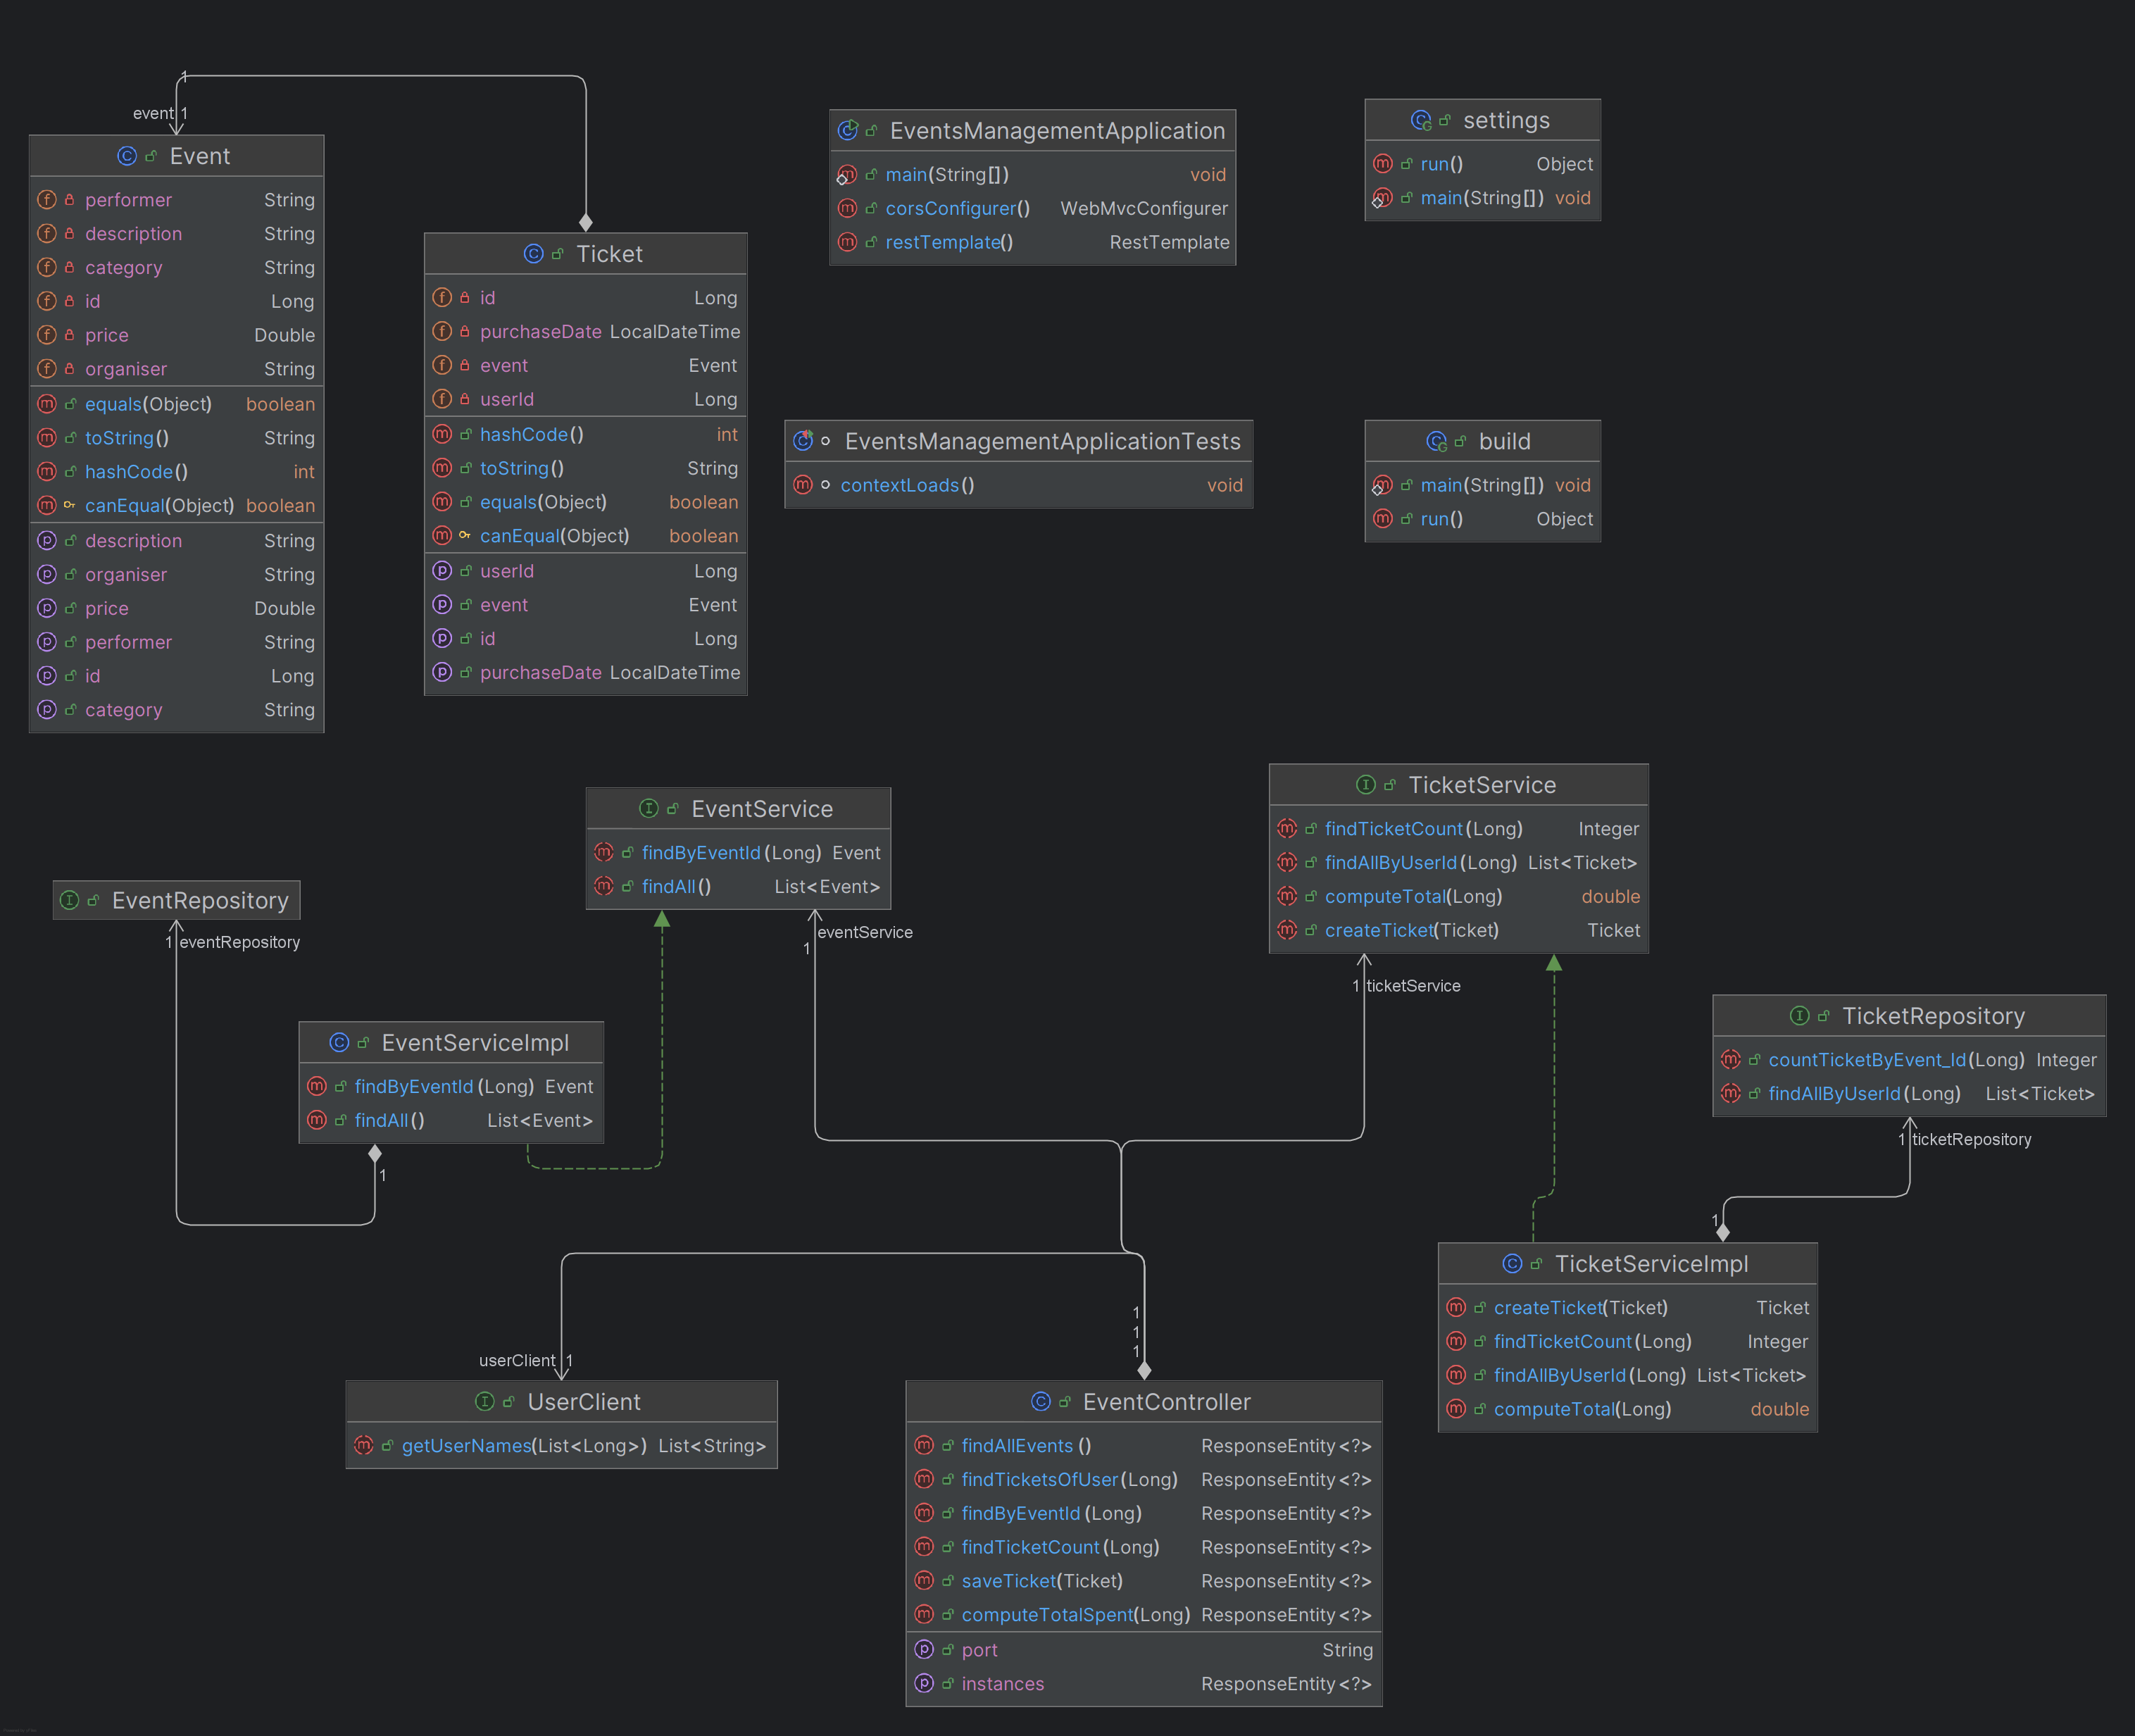 1
event 1
Event
performer String
description String
category String
id Long
price Double
organiser String
equals(Object) boolean
toString() String
hashCode() int
canEqual(Object) boolean
description String
organiser String
price Double
performer String
id Long
category String
Ticket
id Long
purchaseDate LocalDateTime
event Event
userId Long
hashCode() int
toString() String
equals(Object) boolean
canEqual(Object) boolean
userId Long
event Event
id Long
purchaseDate LocalDateTime
EventsManagementApplication
main(String[]) void
corsConfigurer() WebMvcConfigurer
restTemplate() RestTemplate
settings
run() Object
main(String[]) void
EventsManagementApplicationTests
contextLoads() void
build
main(String[]) void
run() Object
EventService
findByEventId(Long) Event
findAll() List<Event>
eventService
1
TicketService
findTicketCount(Long) Integer
findAllByUserId(Long) List<Ticket>
computeTotal(Long) double
createTicket(Ticket) Ticket
1 ticketService
EventRepository
1 eventRepository
EventServiceImpl
findByEventId(Long) Event
findAll() List<Event>
1
TicketRepository
countTicketByEvent_Id(Long) Integer
findAllByUserId(Long) List<Ticket>
1 ticketRepository
1
TicketServiceImpl
createTicket(Ticket) Ticket
findTicketCount(Long) Integer
findAllByUserId(Long) List<Ticket>
computeTotal(Long) double
userClient 1
UserClient
getUserNames(List<Long>) List<String>
1
1
1
EventController
findAllEvents() ResponseEntity<?>
findTicketsOfUser(Long) ResponseEntity<?>
findByEventId(Long) ResponseEntity<?>
findTicketCount(Long) ResponseEntity<?>
saveTicket(Ticket) ResponseEntity<?>
computeTotalSpent(Long) ResponseEntity<?>
port String
instances ResponseEntity<?>